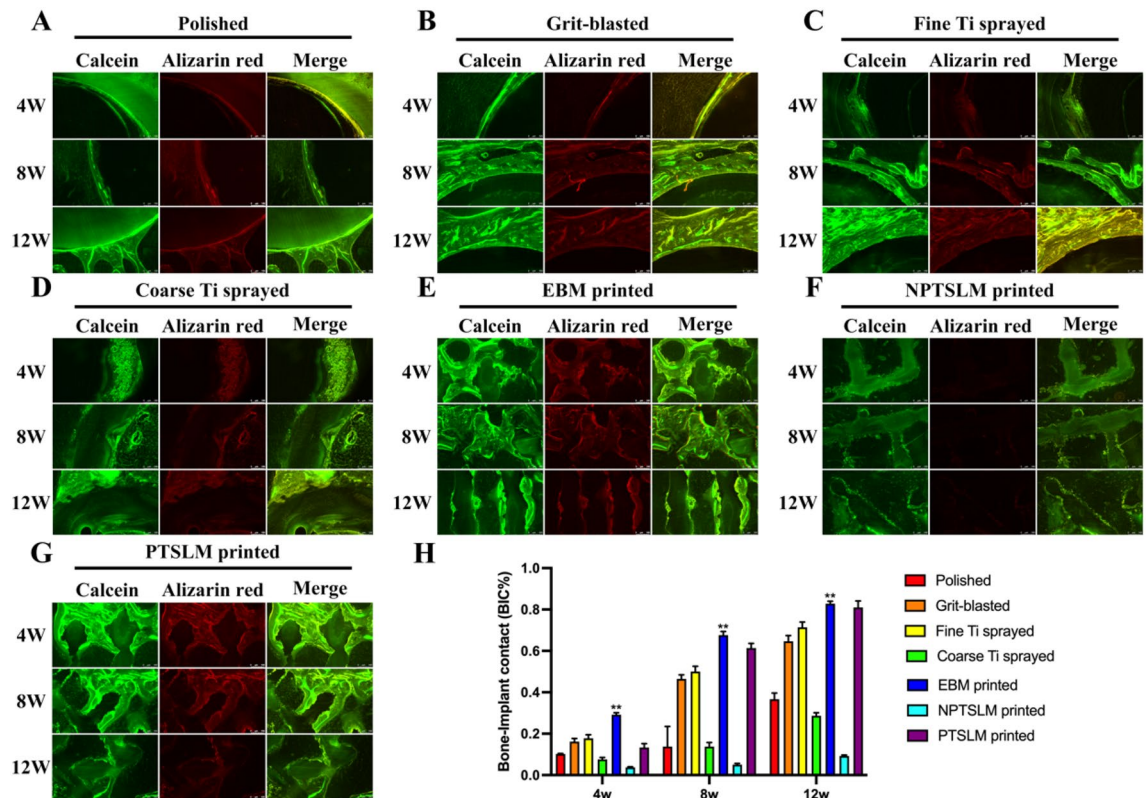 A
Polished
Calcein Alizarin red Merge
4W
8W
12W
B
Grit-blasted
Calcein Alizarin red Merge
4W
8W
12W
C
Fine Ti sprayed
Calcein Alizarin red Merge
4W
8W
12W
D
Coarse Ti sprayed
Calcein Alizarin red Merge
4W
8W
12W
E
EBM printed
Calcein Alizarin red Merge
4W
8W
12W
F
NPTSLM printed
Calcein Alizarin red Merge
4W
8W
12W
G
PTSLM printed
Calcein Alizarin red Merge
4W
8W
12W
H
Bone-Implant contact (BIC%)
1.0
0.8
0.6
0.4
0.2
0.0
** ** **
4w 8w 12w
Polished
Grit-blasted
Fine Ti sprayed
Coarse Ti sprayed
EBM printed
NPTSLM printed
PTSLM printed